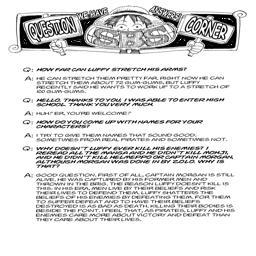 QUESTION WE HAVE ANSWERS CORNER
Q: HOW FAR CAN LUFFY STRETCH HIS ARMS?
A: HE CAN STRETCH THEM PRETTY FAR. RIGHT NOW HE CAN
STRETCH THEM ABOUT 72 GUM-GUMS, BUT LUFFY
RECENTLY SAID HE WANTS TO WORK UP TO A STRETCH OF
100 GUM-GUMS.
Q: HELLO. THANKS TO YOU, I WAS ABLE TO ENTER HIGH
SCHOOL. THANK YOU VERY MUCH.
A: HUH? ER, YOU'RE WELCOME?
Q: HOW DO YOU COME UP WITH NAMES FOR YOUR
CHARACTERS?
A: I TRY TO GIVE THEM NAMES THAT SOUND GOOD.
SOMETIMES FROM REAL PIRATES AND SOMETIMES NOT.
Q: WHY DOESN'T LUFFY EVER KILL HIS ENEMIES? I
REREAD ALL THE MANGA AND HE DIDN'T KILL MOHJI,
AND HE DIDN'T KILL HELMEPPO OR CAPTAIN MORGAN,
ALTHOUGH MORGAN WAS DONE IN BY ZOLO. WHY IS
THAT?
A: GOOD QUESTION. FIRST OF ALL, CAPTAIN MORGAN IS STILL
ALIVE. HE WAS CAPTURED BY HIS FORMER MEN AND
THROWN IN THE BRIG. THE REASON LUFFY DOESN'T KILL IS
THIS: IN HIS ERA, MEN LIVE BY THEIR BELIEFS AND RISK
THEIR LIVES TO DEFEND THEM. LUFFY SHATTERS THE
BELIEFS OF HIS ENEMIES BY DEFEATING THEM. FOR THEM
TO SUFFER DEFEAT AND TO HAVE THEIR BELIEFS
DESTROYED IS AS BAD AS DEATH. KILLING THEIR BODIES IS
BESIDE THE POINT. I FEEL THAT, AS PIRATES, LUFFY AND HIS
ENEMIES CARE MORE ABOUT VICTORY AND DEFEAT THAN
THEY CARE ABOUT THEIR LIVES.